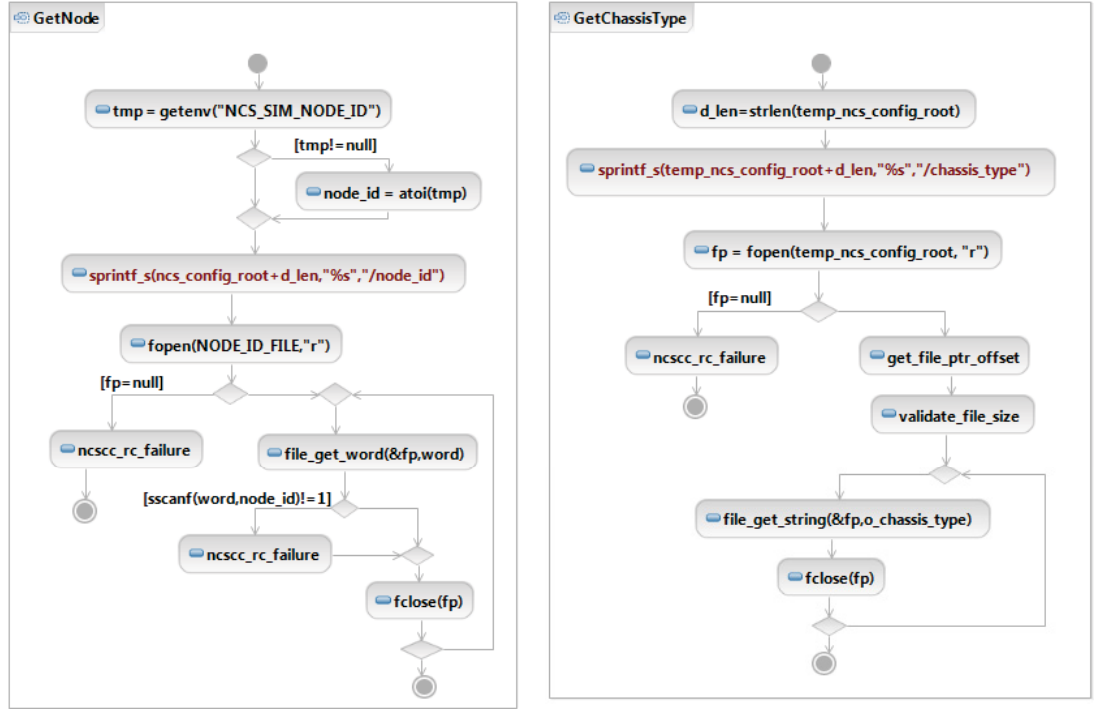 GetNode
tmp = getenv("NCS_SIM_NODE_ID")
[tmp!=null]
node_id = atoi(tmp)
sprintf_s(ncs_config_root+d_len,"%s","/node_id")
fopen(NODE_ID_FILE,"r")
[fp=null]
ncscc_rc_failure
file_get_word(&fp,word)
[sscanf(word,node_id)!=1]
ncscc_rc_failure
fclose(fp)
GetChassisType
d_len=strlen(temp_ncs_config_root)
sprintf_s(temp_ncs_config_root+d_len,"%s","/chassis_type")
fp = fopen(temp_ncs_config_root, "r")
[fp=null]
ncscc_rc_failure
get_file_ptr_offset
validate_file_size
file_get_string(&fp,o_chassis_type)
fclose(fp)